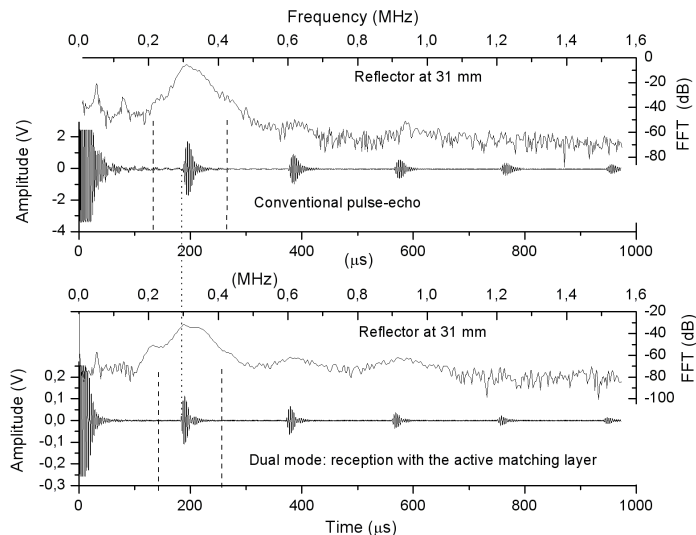 Frequency (MHz)
0,0 0,2 0,4 0,6 0,8 1,0 1,2 1,4 1,6
Reflector at 31 mm
0
-20
-40
-60
-80
FFT (dB)
Amplitude (V)
2
0
-2
-4
Conventional pulse-echo
0 200 400 600 800 1000
(μs)
(MHz)
0,0 0,2 0,4 0,6 0,8 1,0 1,2 1,4 1,6
Reflector at 31 mm
-20
-40
-60
-80
-100
FFT (dB)
Amplitude (V)
0,2
0,1
0,0
-0,1
-0,2
-0,3
Dual mode: reception with the active matching layer
0 200 400 600 800 1000
Time (μs)